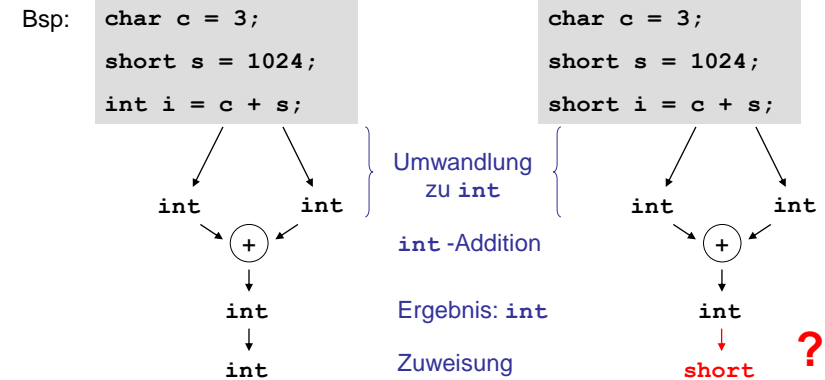 Bsp:
char c = 3;
short s = 1024;
int i = c + s;
char c = 3;
short s = 1024;
short i = c + s;
Umwandlung
zu int
int int
int int
+
int -Addition
+
int
Ergebnis: int
int
int
Zuweisung
short
?